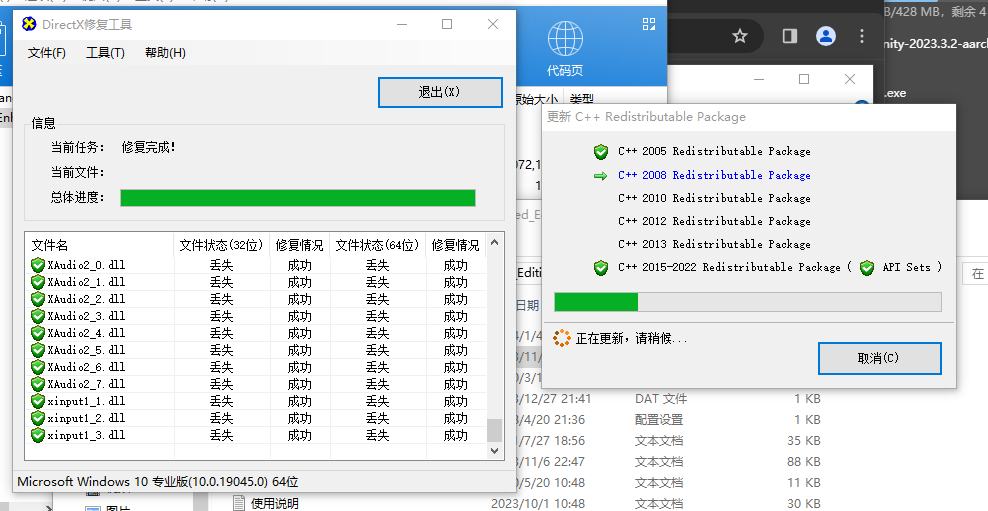 DirectX修复工具
文件(F) 工具(T) 帮助(H)
退出(X)
信息
当前任务： 修复完成！
当前文件：
总体进度：
文件名 文件状态(32位) 修复情况 文件状态(64位) 修复情况
XAudio2_0.dll 丢失 成功 丢失 成功
XAudio2_1.dll 丢失 成功 丢失 成功
XAudio2_2.dll 丢失 成功 丢失 成功
XAudio2_3.dll 丢失 成功 丢失 成功
XAudio2_4.dll 丢失 成功 丢失 成功
XAudio2_5.dll 丢失 成功 丢失 成功
XAudio2_6.dll 丢失 成功 丢失 成功
XAudio2_7.dll 丢失 成功 丢失 成功
xinput1_1.dll 丢失 成功 丢失 成功
xinput1_2.dll 丢失 成功 丢失 成功
xinput1_3.dll 丢失 成功 丢失 成功
Microsoft Windows 10 专业版(10.0.19045.0) 64位
代码页
原始大小 类型
072,1
1
B/428 MB，剩余 4
nity-2023.3.2-aarch
.exe
更新 C++ Redistributable Package
C++ 2005 Redistributable Package
C++ 2008 Redistributable Package
C++ 2010 Redistributable Package
C++ 2012 Redistributable Package
C++ 2013 Redistributable Package
C++ 2015-2022 Redistributable Package ( API Sets )
正在更新，请稍候...
取消(C)
ed_E
_Editi
在
日期
/1/4
/11/
0/3/1
/12/27 21:41 DAT 文件 1 KB
/4/20 21:36 配置设置 1 KB
/7/27 18:56 文本文档 35 KB
/11/6 22:47 文本文档 88 KB
/5/20 10:48 文本文档 11 KB
使用说明 2023/10/1 10:48 文本文档 30 KB
图片